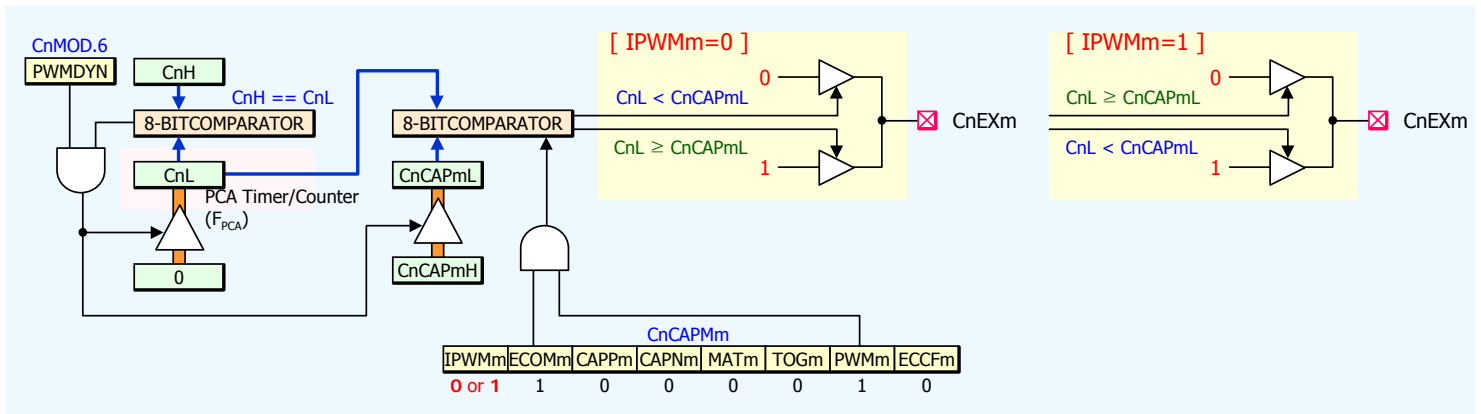 CnMOD.6
PWMDYN
CnH
CnH == CnL
8-BITCOMPARATOR
CnL
PCA Timer/Counter
(FPCA)
0
8-BITCOMPARATOR
CnCAPmL
CnCAPmH
[ IPWMm=0 ]
0
CnL < CnCAPmL
CnL ≥ CnCAPmL
1
CnEXm
[ IPWMm=1 ]
0
CnL ≥ CnCAPmL
CnL < CnCAPmL
1
CnEXm
CnCAPMm
IPWMm ECOMm CAPPm CAPNm MATm TOGm PWMm ECCFm
0 or 1 1 0 0 0 0 1 0